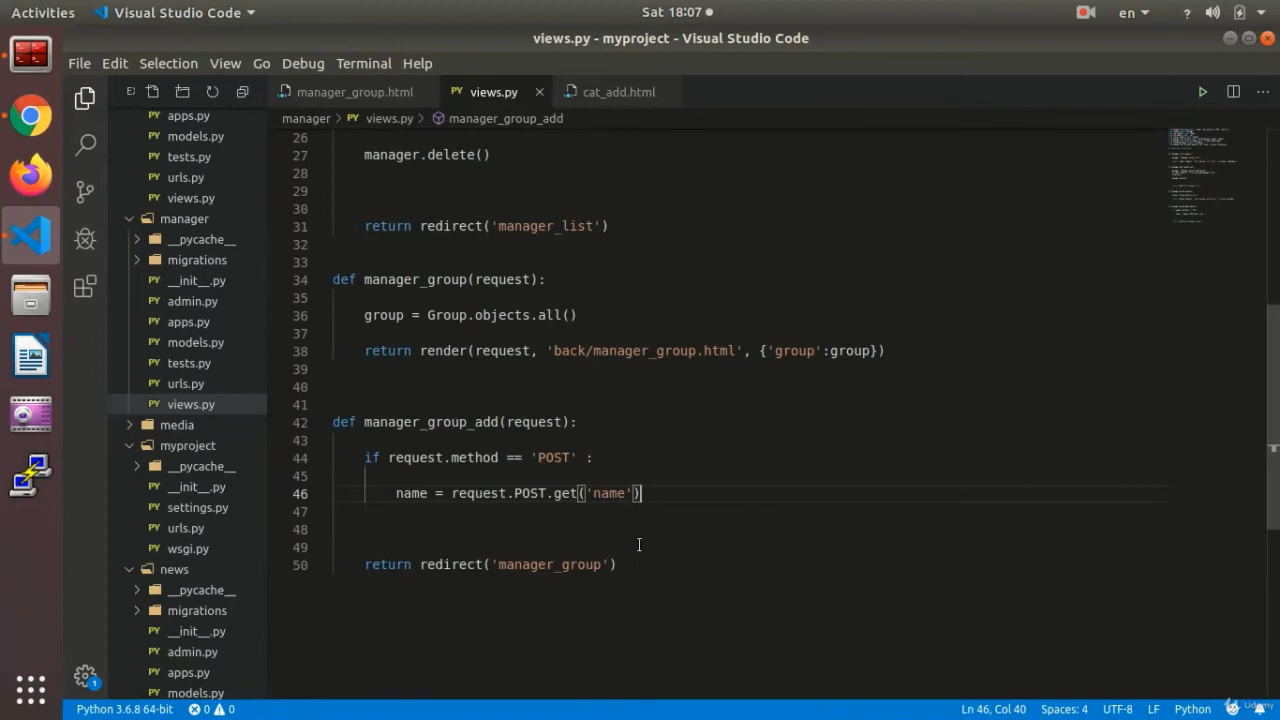 Activities Visual Studio Code Sat 18:07 en
views.py - myproject - Visual Studio Code
File Edit Selection View Go Debug Terminal Help
manager_group.html views.py cat_add.html
manager views.py manager_group_add
apps.py
models.py
tests.py
urls.py
views.py
manager
__pycache__
migrations
__init__.py
admin.py
apps.py
models.py
tests.py
urls.py
views.py
media
myproject
__pycache__
__init__.py
settings.py
urls.py
wsgi.py
news
__pycache__
migrations
__init__.py
admin.py
apps.py
models.py
26
27 manager.delete()
28
29
30
31 return redirect('manager_list')
32
33
34 def manager_group(request):
35
36 group = Group.objects.all()
37
38 return render(request, 'back/manager_group.html', {'group':group})
39
40
41
42 def manager_group_add(request):
43
44 if request.method == 'POST' :
45
46 name = request.POST.get('name')
47
48
49
50 return redirect('manager_group')
1
Python 3.6.8 64-bit 0 0 Ln 46, Col 40 Spaces: 4 UTF-8 LF Python
Udemy